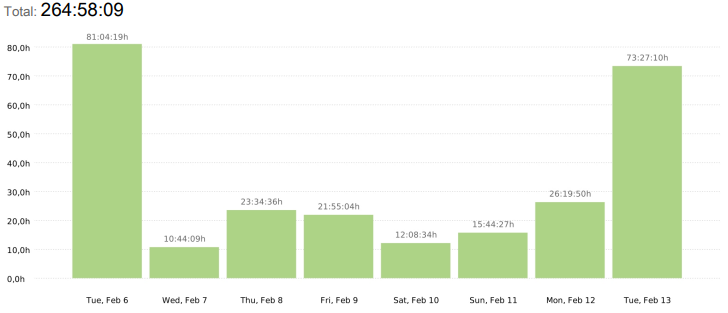 Total: 264:58:09
81:04:19h
80,0h
73:27:10h
70,0h
60,0h
50,0h
40,0h
30,0h
26:19:50h
23:34:36h
21:55:04h
20,0h
15:44:27h
12:08:34h
10:44:09h
10,0h
0,0h
Tue, Feb 6 Wed, Feb 7 Thu, Feb 8 Fri, Feb 9 Sat, Feb 10 Sun, Feb 11 Mon, Feb 12 Tue, Feb 13